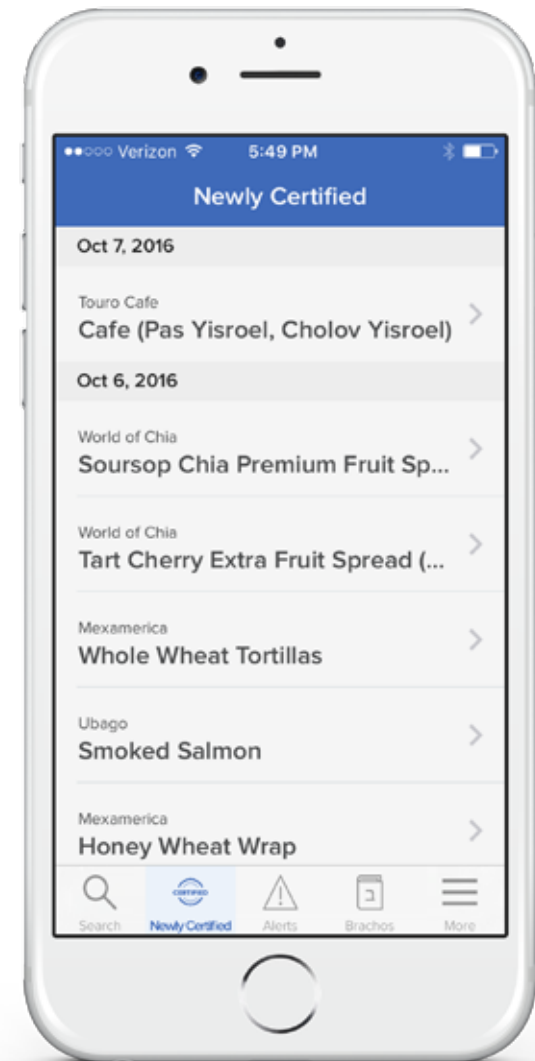 Verizon 5:49 PM
Newly Certified
Oct 7, 2016
Touro Cafe
Cafe (Pas Yisroel, Cholov Yisroel)
Oct 6, 2016
World of Chia
Soursop Chia Premium Fruit Sp...
World of Chia
Tart Cherry Extra Fruit Spread (...
Mexamerica
Whole Wheat Tortillas
Ubago
Smoked Salmon
Mexamerica
Honey Wheat Wrap
CERTIFIED
ב
Search Newly Certified Alerts Brachos More